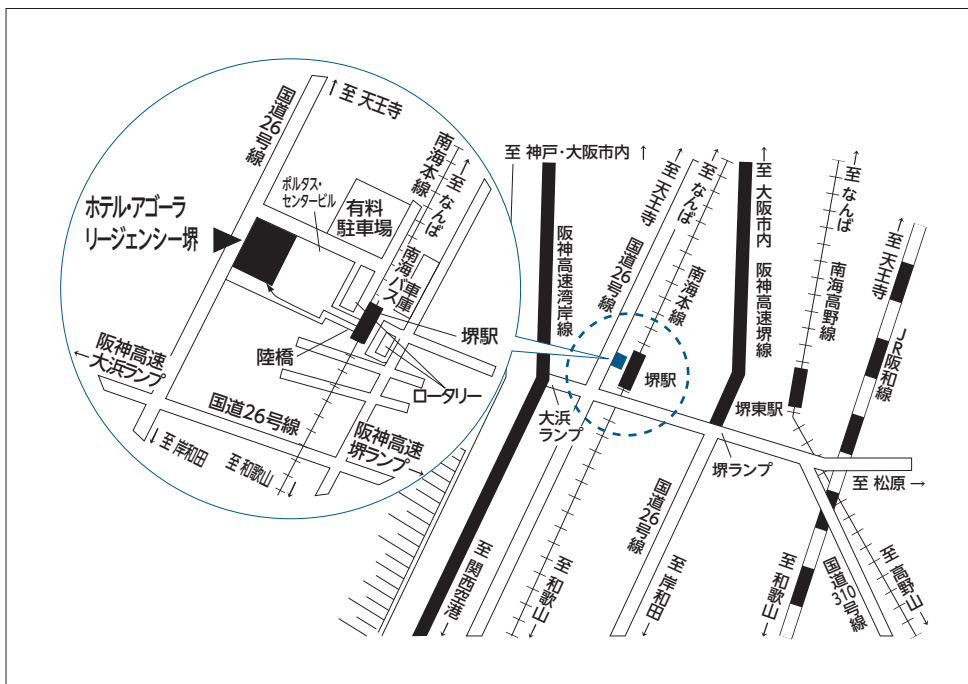 国道26号線
↑至 天王寺
南海本線
→至 なんば
ポルタス・
センタービル
有料
駐車場
ホテル・アゴーラ
リージェンシー堺
南海バス
車庫
堺駅
陸橋
ロータリー
阪神高速
←大浜ランプ
国道26号線
阪神高速
堺ランプ→
←至 岸和田
至 和歌山←
至 神戸・大阪市内 ↑
阪神高速湾岸線
→至 天王寺
国道26号線
→至 なんば
南海本線
→至 大阪市内
阪神高速堺線
→至 なんば
南海高野線
→至 天王寺
JR阪和線
堺駅
堺東駅
大浜
ランプ
堺ランプ
至 松原→
国道26号線
至 関西空港←
至 和歌山←
至 岸和田←
至 和歌山←
国道310号線
至 高野山→